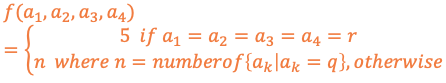 f(a₁, a₂, a₃, a₄)
= { 5 if a₁ = a₂ = a₃ = a₄ = r
n where n = numberof{aₖ|aₖ = q}, otherwise